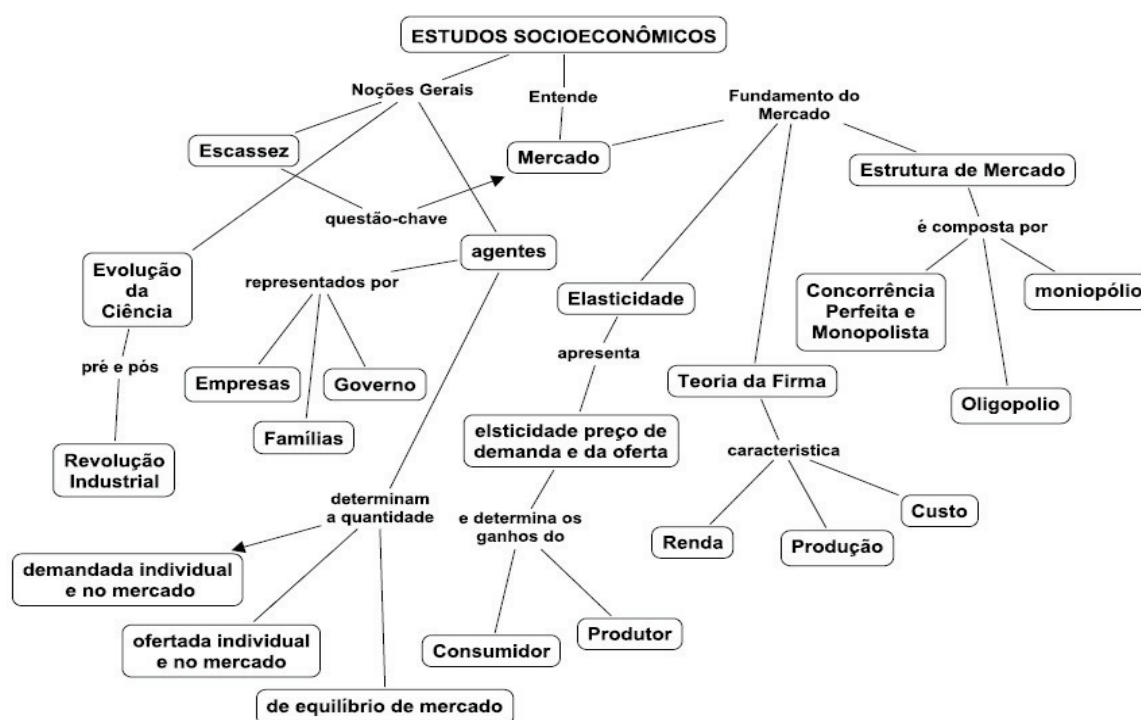 ESTUDOS SOCIOECONÔMICOS
Noções Gerais
Entende
Fundamento do
Mercado
Escassez
Mercado
Estrutura de Mercado
questão-chave
é composta por
agentes
Evolução
da
Ciência
representados por
Elasticidade
Concorrência
Perfeita e
Monopolista
moniopólio
pré e pós
apresenta
Empresas
Governo
Teoria da Firma
Oligopolio
Famílias
elsticidade preço de
demanda e da oferta
Revolução
Industrial
caracteristica
determinam
a quantidade
e determina os
ganhos do
Custo
Renda
Produção
demandada individual
e no mercado
ofertada individual
e no mercado
Consumidor
Produtor
de equilíbrio de mercado